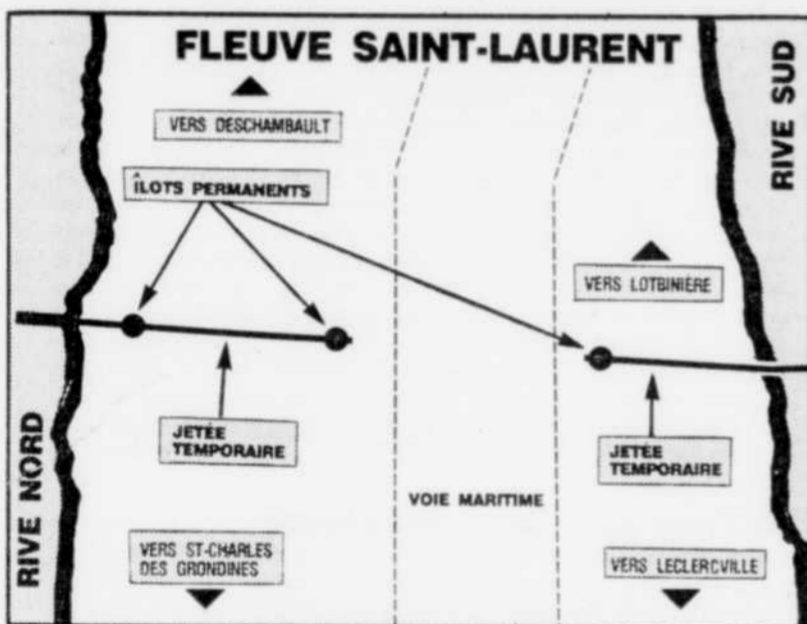 FLEUVE SAINT-LAURENT
VERS DESCHAMBAULT
ÎLOTS PERMANENTS
RIVE SUD
VERS LOTBINIÈRE
JETÉE
TEMPORAIRE
JETÉE
TEMPORAIRE
VOIE MARITIME
RIVE NORD
VERS ST-CHARLES
DES GRONDINES
VERS LECLERCVILLE